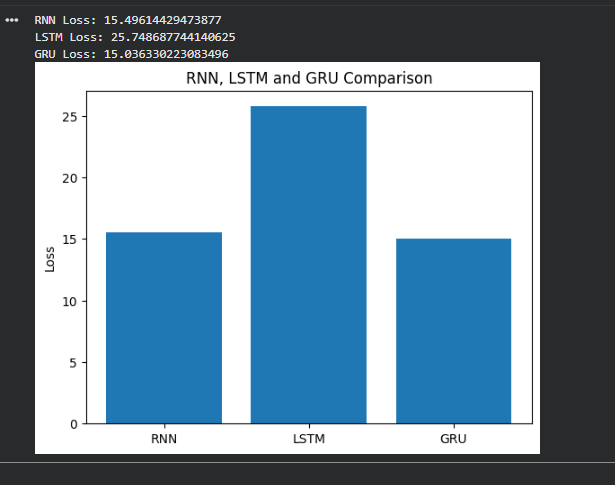 RNN Loss: 15.49614429473877
LSTM Loss: 25.748687744140625
GRU Loss: 15.036330223083496
RNN, LSTM and GRU Comparison
25
20
15
10
5
0
Loss
RNN LSTM GRU